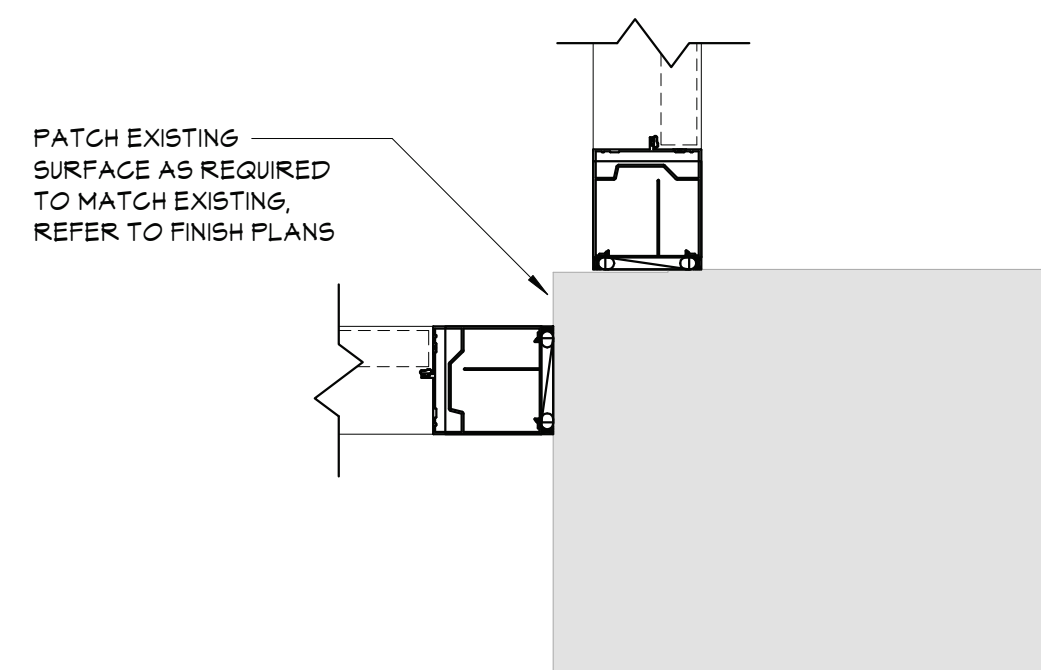 PATCH EXISTING
SURFACE AS REQUIRED
TO MATCH EXISTING,
REFER TO FINISH PLANS